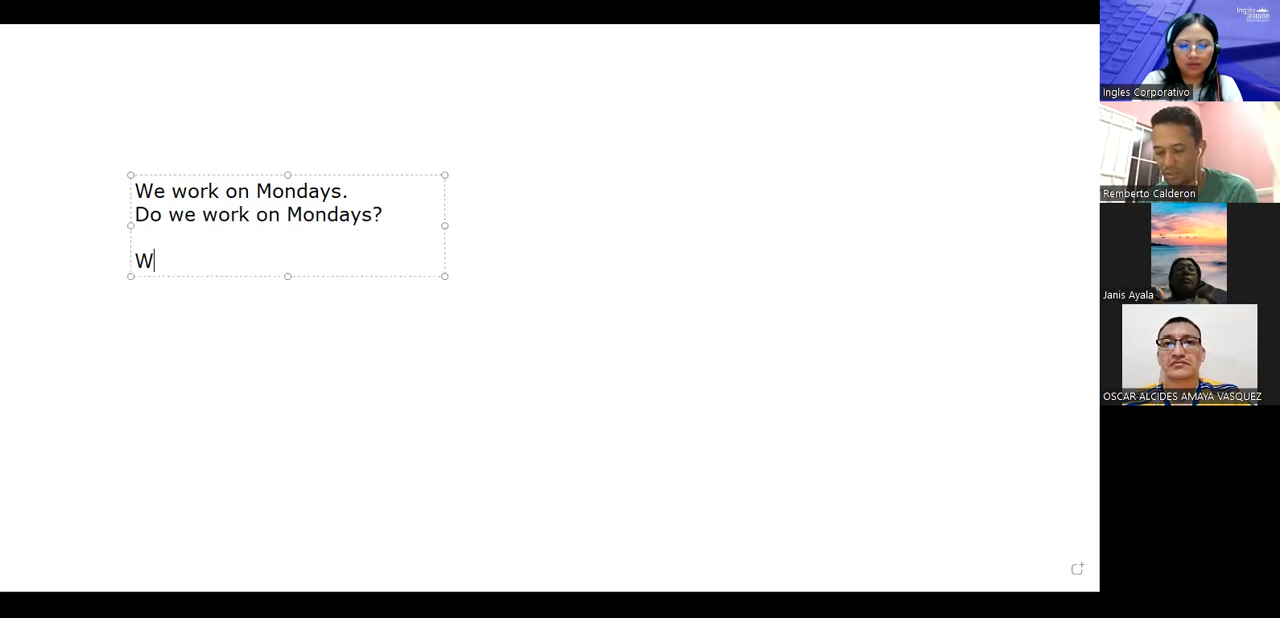 We work on Mondays.
Do we work on Mondays?
W
Ingles Corporativo
Remberto Calderon
Janis Ayala
OSCAR ALCIDES AMAYA VASQUEZ